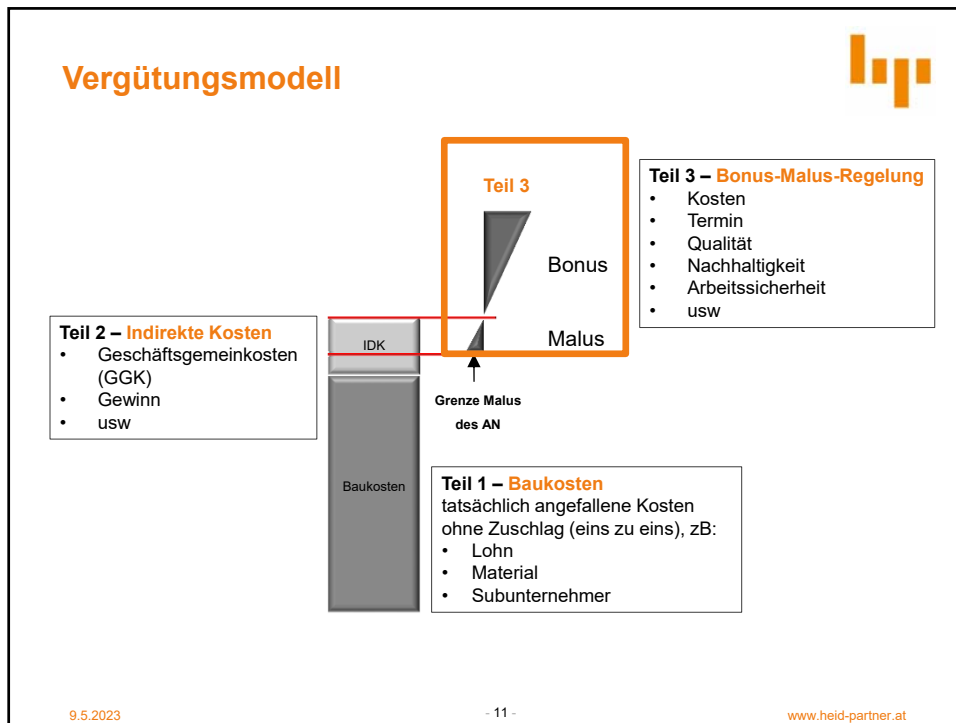 Vergütungsmodell
Teil 3
Bonus
Malus
Grenze Malus
des AN
Teil 3 – Bonus-Malus-Regelung
• Kosten
• Termin
• Qualität
• Nachhaltigkeit
• Arbeitssicherheit
• usw
Teil 2 – Indirekte Kosten
• Geschäftsgemeinkosten
(GGK)
• Gewinn
• usw
IDK
Baukosten
Teil 1 – Baukosten
tatsächlich angefallene Kosten
ohne Zuschlag (eins zu eins), zB:
• Lohn
• Material
• Subunternehmer
9.5.2023
- 11 -
www.heid-partner.at